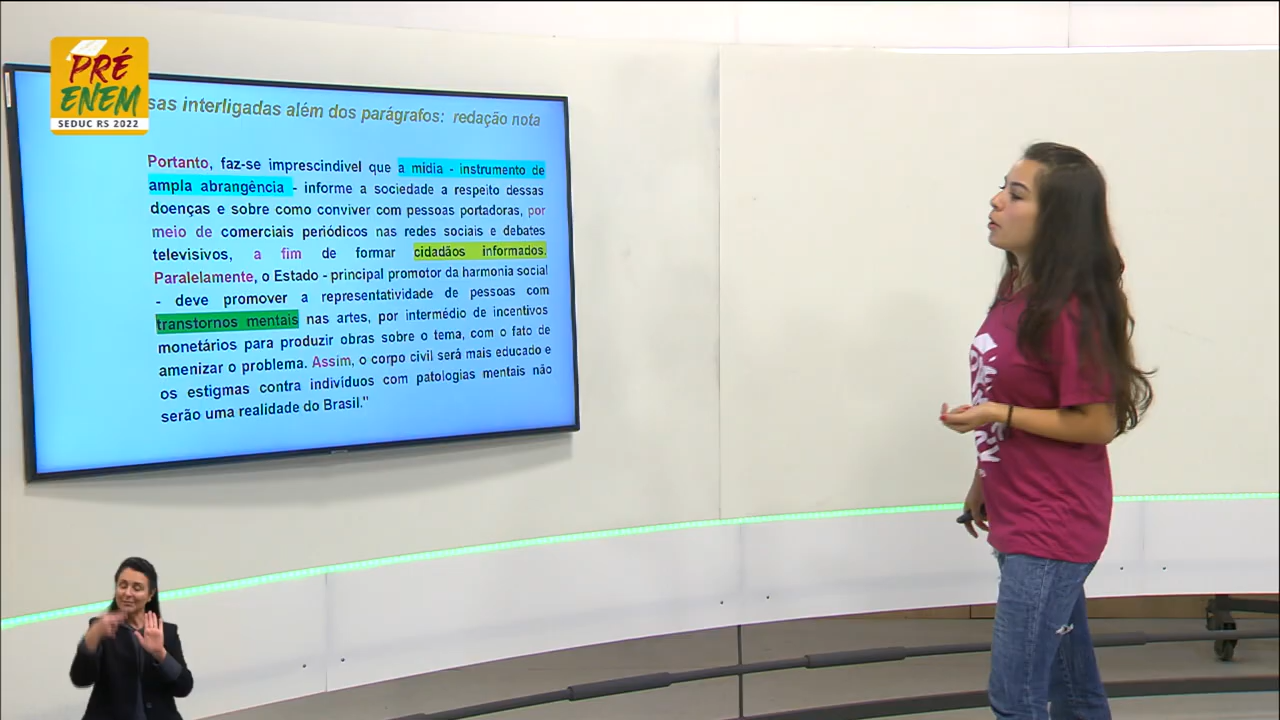 PRÉ
ENEM
SEDUC RS 2022
sas interligadas além dos parágrafos: redação nota
Portanto, faz-se imprescindível que a mídia - instrumento de
ampla abrangência - informe a sociedade a respeito dessas
doenças e sobre como conviver com pessoas portadoras, por
meio de comerciais periódicos nas redes sociais e debates
televisivos, a fim de formar cidadãos informados.
Paralelamente, o Estado - principal promotor da harmonia social
- deve promover a representatividade de pessoas com
transtornos mentais nas artes, por intermédio de incentivos
monetários para produzir obras sobre o tema, com o fato de
amenizar o problema. Assim, o corpo civil será mais educado e
os estigmas contra indivíduos com patologias mentais não
serão uma realidade do Brasil."